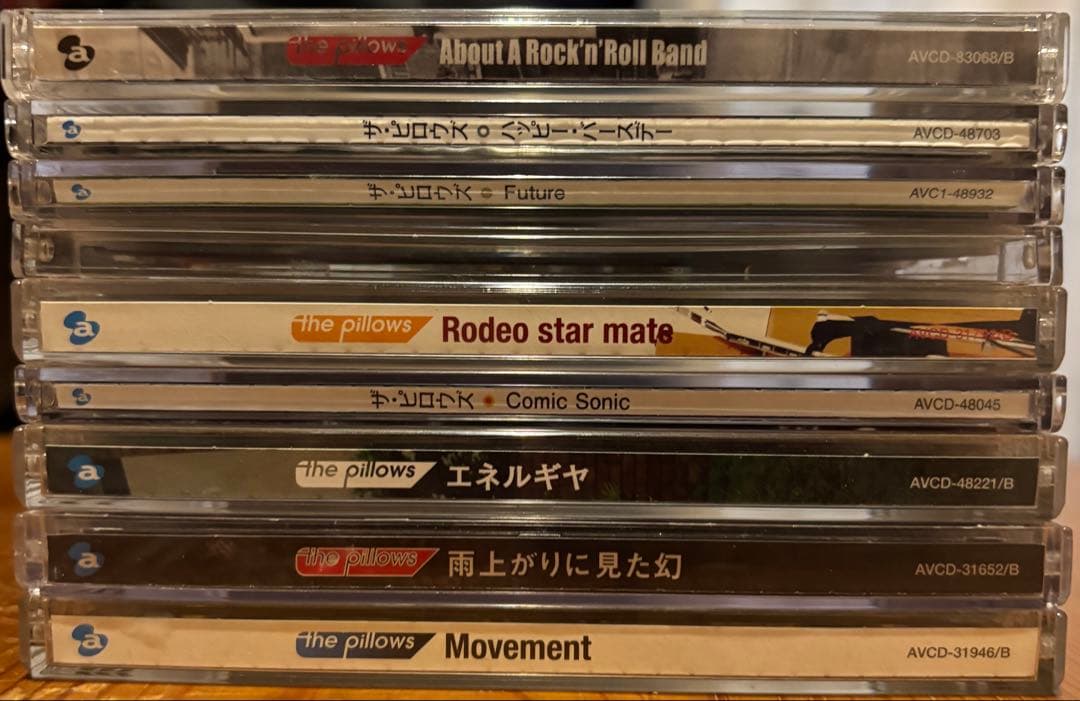 a the pillows About A Rock'n'Roll Band AVCD-83068/B
a ザ・ピロウズ ハッピー・バースデー AVCD-48703
a ザ・ピロウズ Future AVC1-48932
a the pillows Rodeo star mate
a ザ・ピロウズ Comic Sonic AVCD-48045
a the pillows エネルギヤ AVCD-48221/B
a the pillows 雨上がりに見た幻 AVCD-31652/B
a the pillows Movement AVCD-31946/B